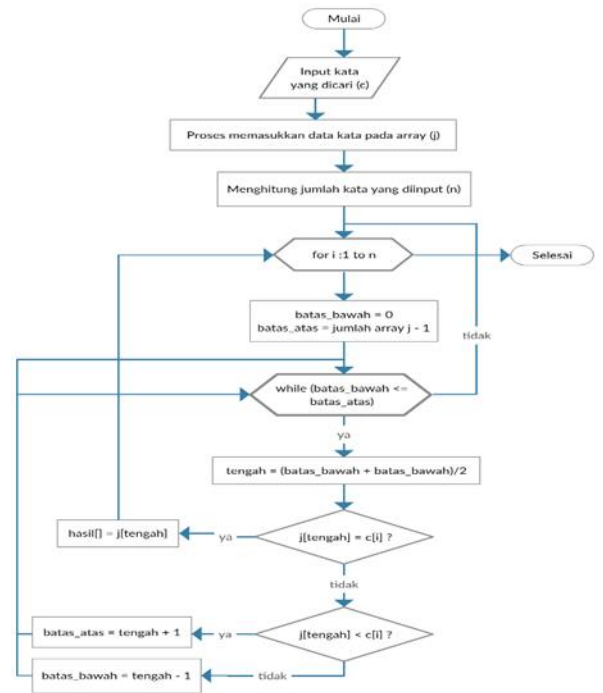 Mulai
Input kata
yang dicari (c)
Proses memasukkan data kata pada array (j)
Menghitung jumlah kata yang diinput (n)
for i :1 to n
Selesai
batas_bawah = 0
batas_atas = jumlah array j - 1
tidak
while (batas_bawah <=
batas_atas)
ya
tengah = (batas_bawah + batas_bawah)/2
hasil[] = j[tengah]
ya
j[tengah] = c[i] ?
tidak
batas_atas = tengah + 1
ya
j[tengah] < c[i] ?
batas_bawah = tengah - 1
tidak